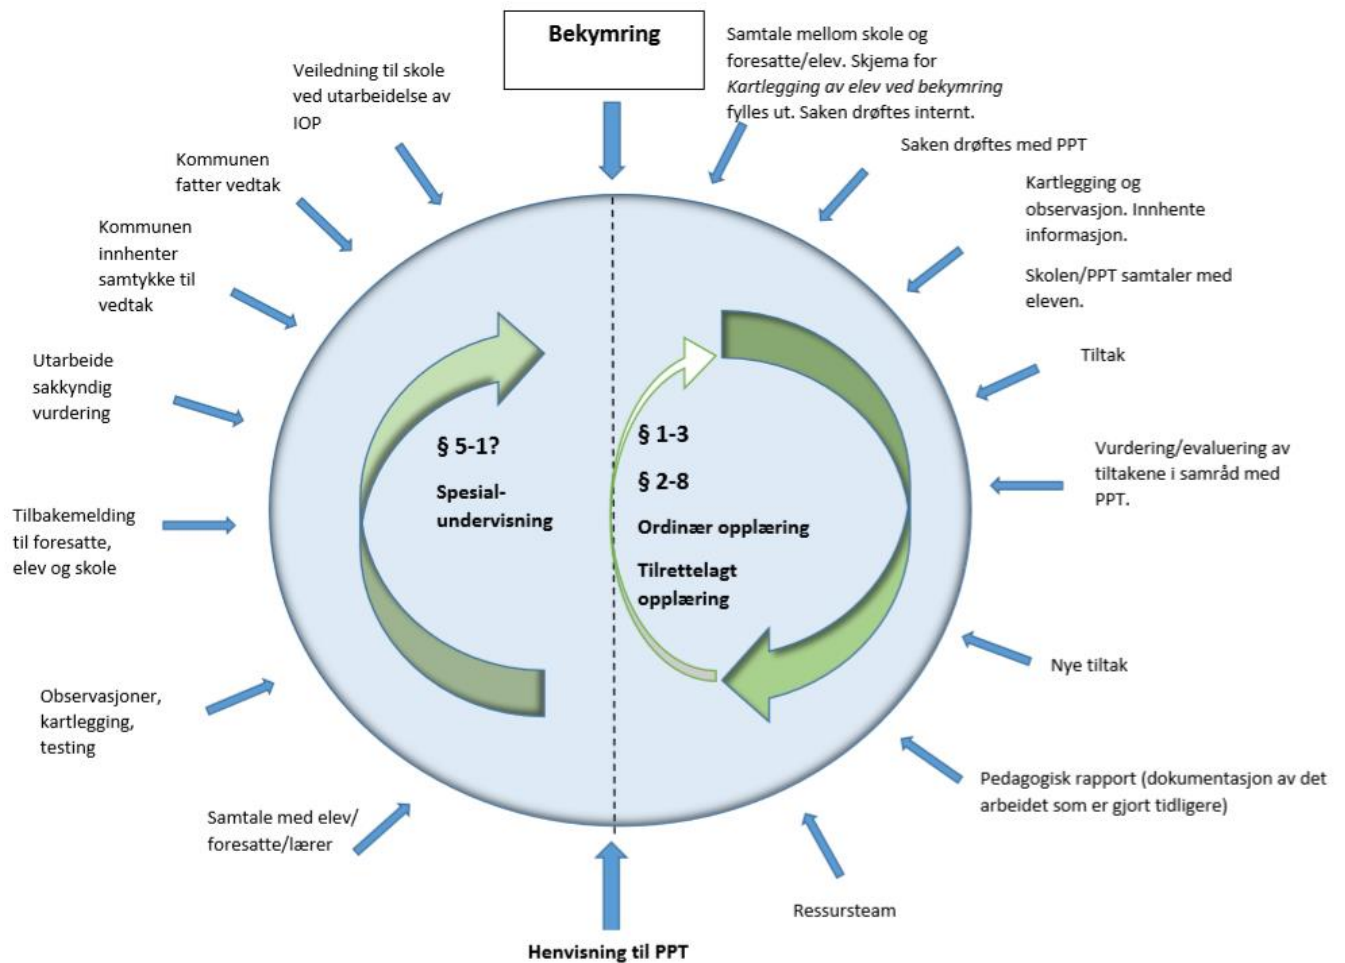 Bekymring
Samtale mellom skole og
foresatte/elev. Skjema for
Kartlegging av elev ved bekymring
fylles ut. Saken drøftes internt.
Saken drøftes med PPT
Kartlegging og
observasjon. Innhente
informasjon.
Skolen/PPT samtaler med
eleven.
Tiltak
Vurdering/evaluering av
tiltakene i samråd med
PPT.
Nye tiltak
Pedagogisk rapport (dokumentasjon av det
arbeidet som er gjort tidligere)
Ressursteam
Henvisning til PPT
Samtale med elev/
foresatte/lærer
Observasjoner,
kartlegging,
testing
Tilbakemelding
til foresatte,
elev og skole
Utarbeide
sakkyndig
vurdering
Kommunen
innhenter
samtykke til
vedtak
Kommunen
fatter vedtak
Veiledning til skole
ved utarbeidelse av
IOP
§ 5-1?
Spesial-
undervisning
§ 1-3
§ 2-8
Ordinær opplæring
Tilrettelagt
opplæring